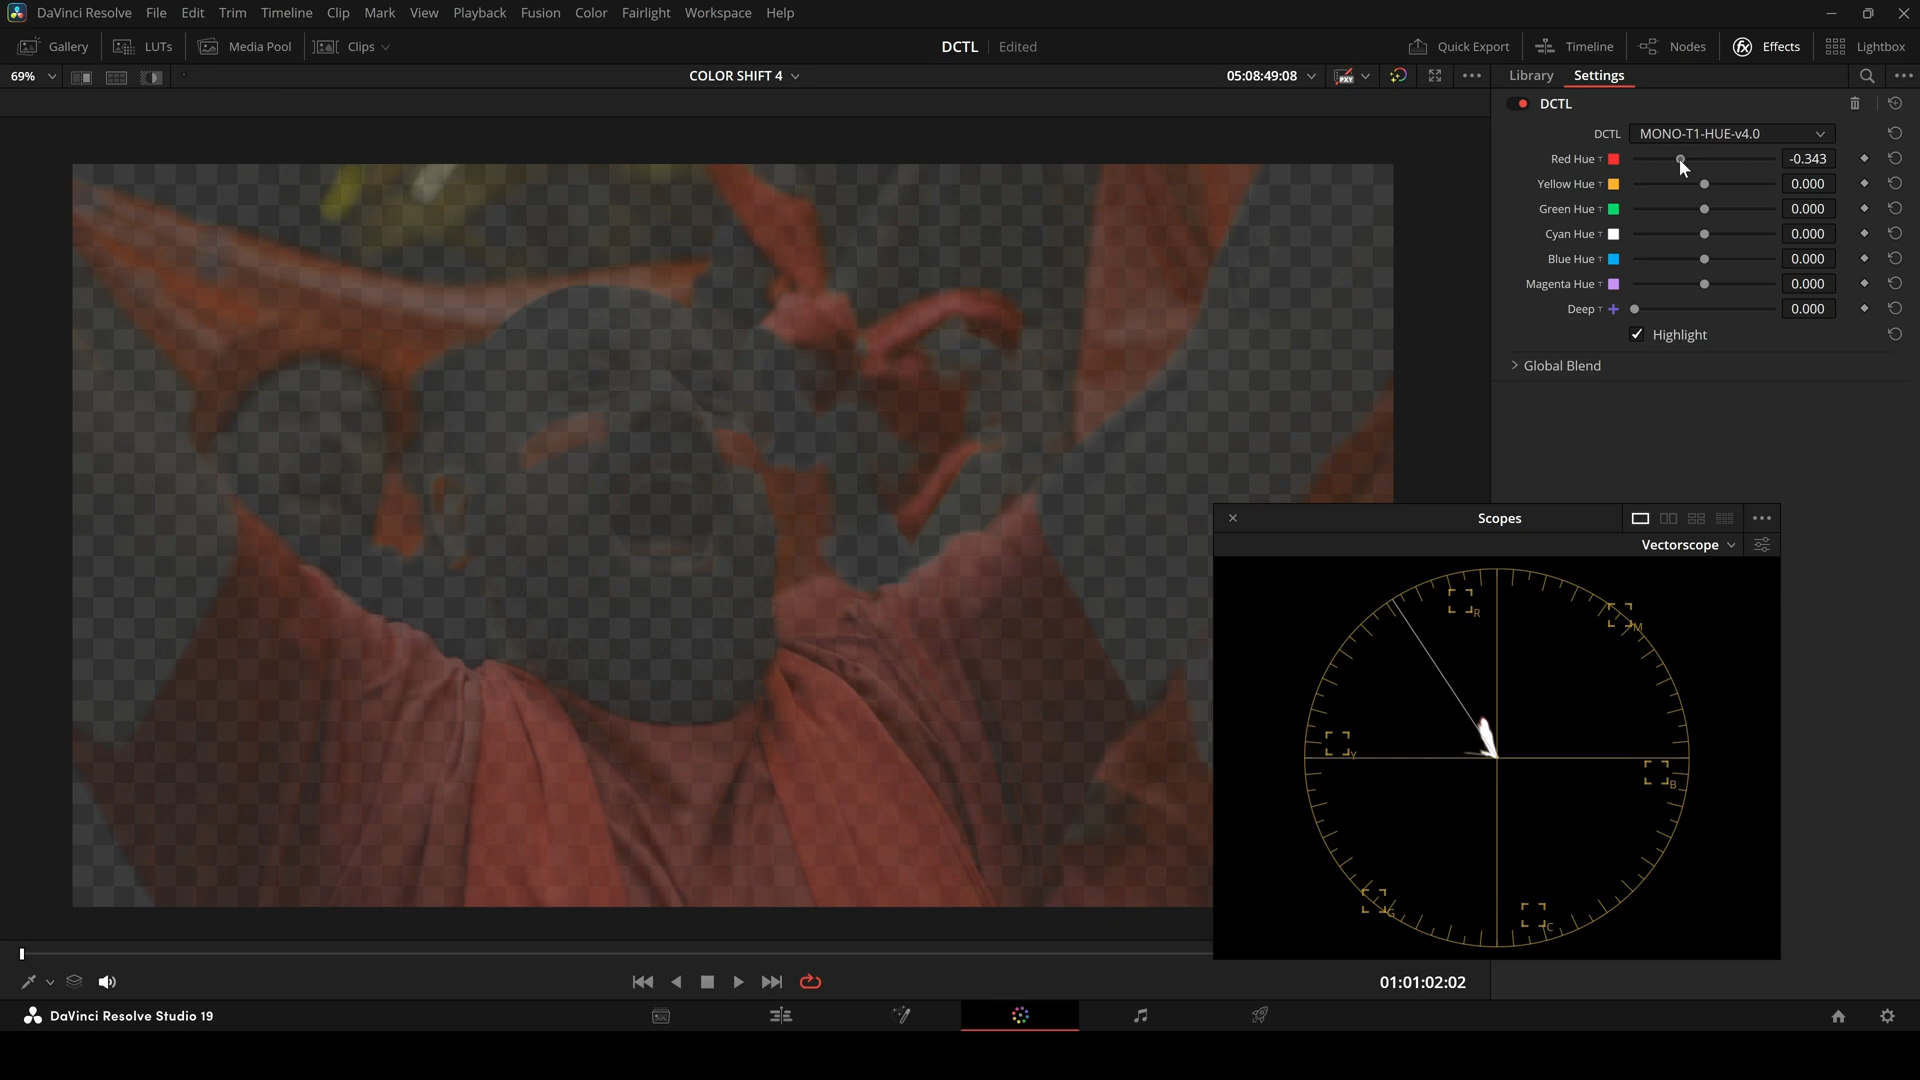 DaVinci Resolve File Edit Trim Timeline Clip Mark View Playback Fusion Color Fairlight Workspace Help
Gallery LUTs Media Pool Clips DCTL Edited Quick Export Timeline Nodes Effects Lightbox
69% COLOR SHIFT 4 05:08:49:08 PXY Library Settings
DCTL
DCTL MONO-T1-HUE-v4.0
Red Hue -0.343
Yellow Hue 0.000
Green Hue 0.000
Cyan Hue 0.000
Blue Hue 0.000
Magenta Hue 0.000
Deep 0.000
Highlight
Global Blend
Scopes
Vectorscope
R
M
Y
B
G
C
01:01:02:02
DaVinci Resolve Studio 19